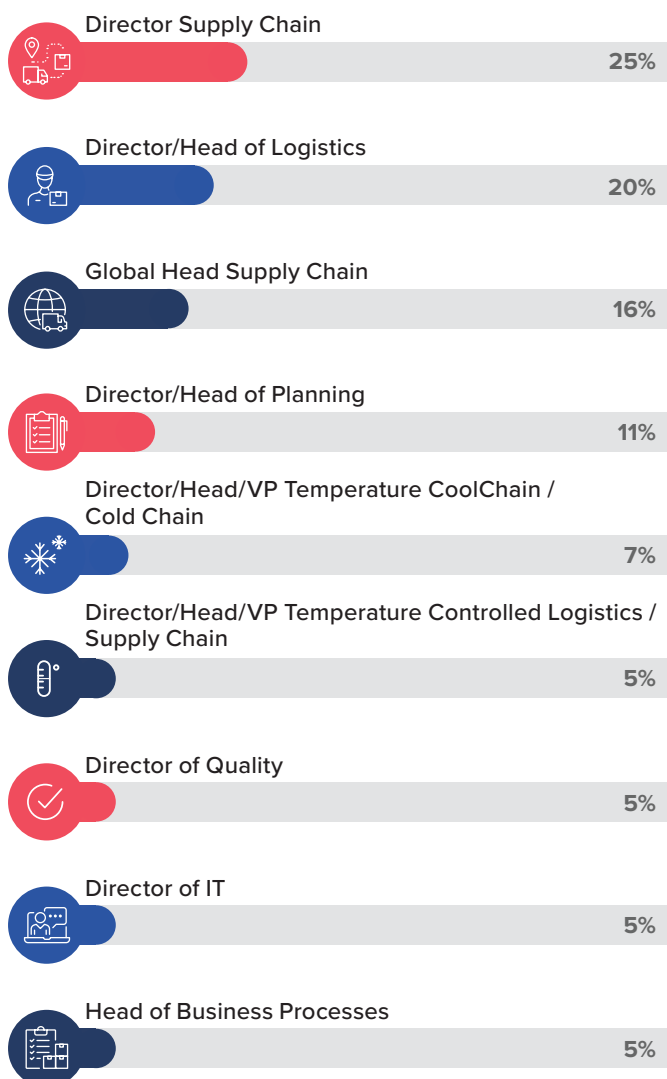 Director Supply Chain
25%
Director/Head of Logistics
20%
Global Head Supply Chain
16%
Director/Head of Planning
11%
Director/Head/VP Temperature CoolChain /
Cold Chain
7%
Director/Head/VP Temperature Controlled Logistics /
Supply Chain
5%
Director of Quality
5%
Director of IT
5%
Head of Business Processes
5%